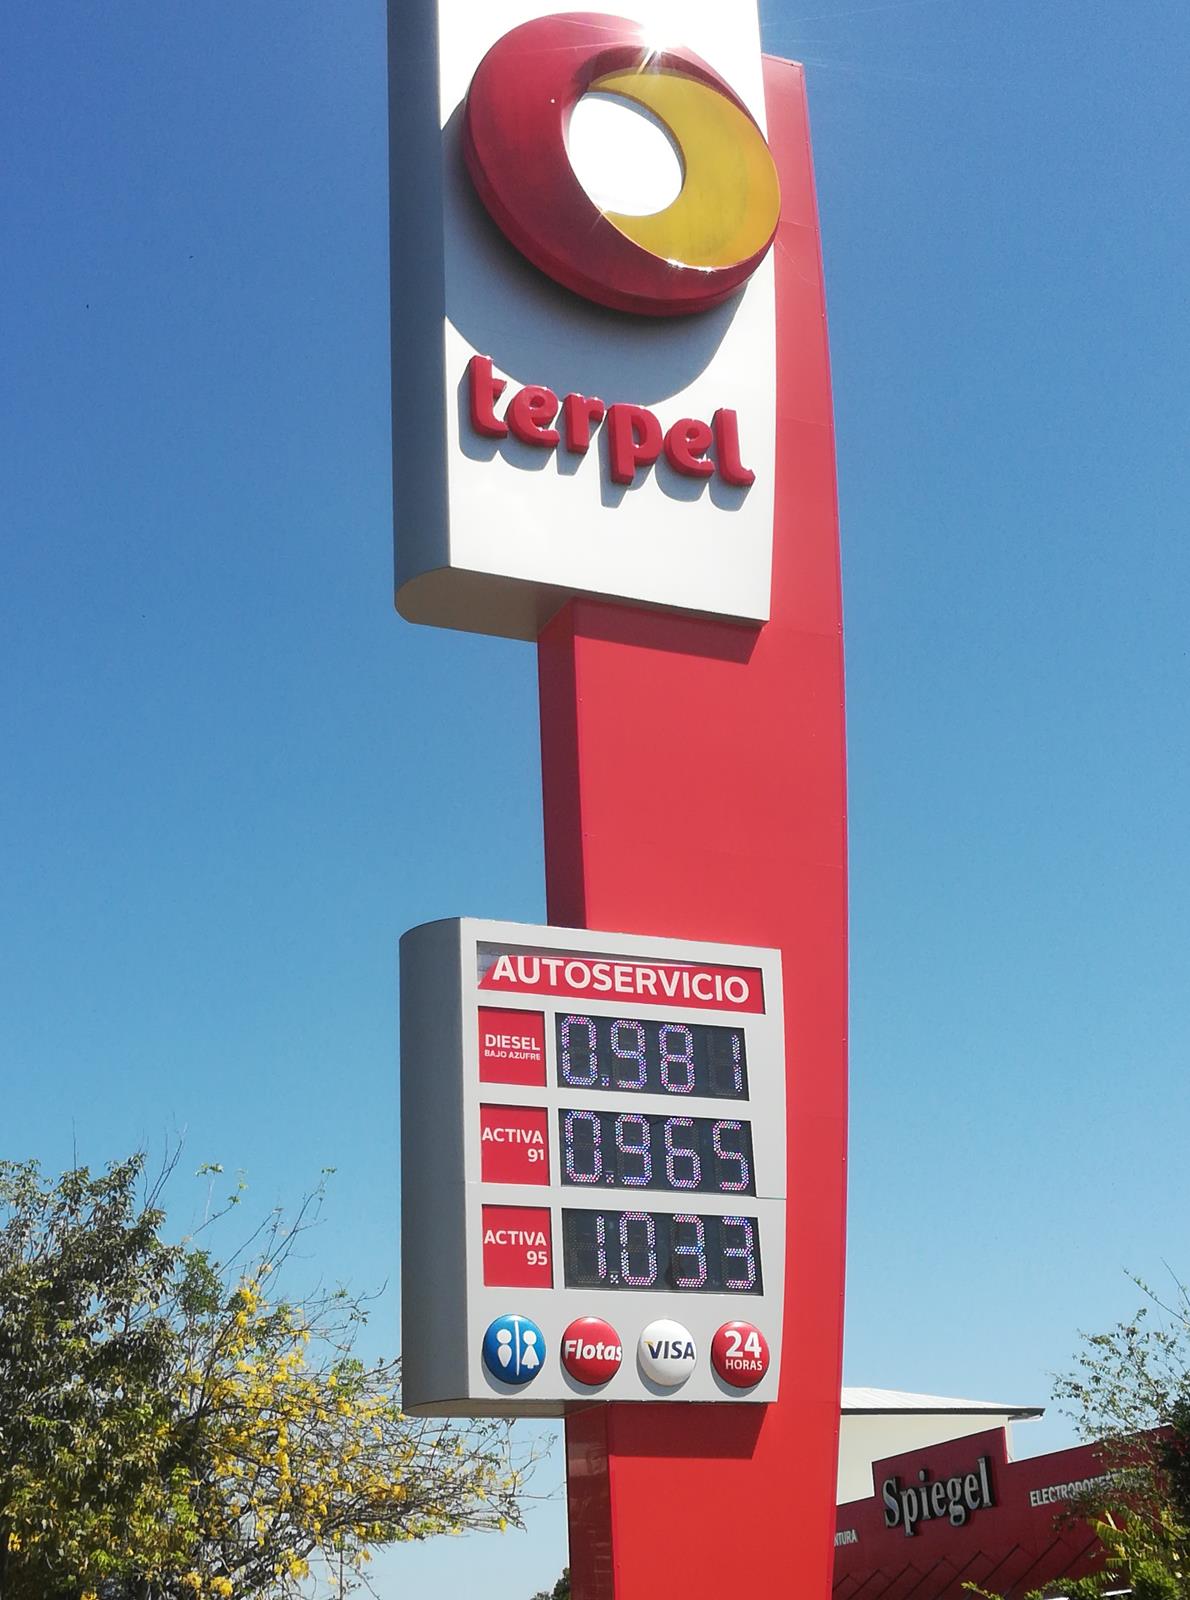 terpel
AUTOSERVICIO
DIESEL
BAJO AZUFRE
0.981
ACTIVA
91
0.965
ACTIVA
95
1.033
Flotas
VISA
24
HORAS
Spiegel